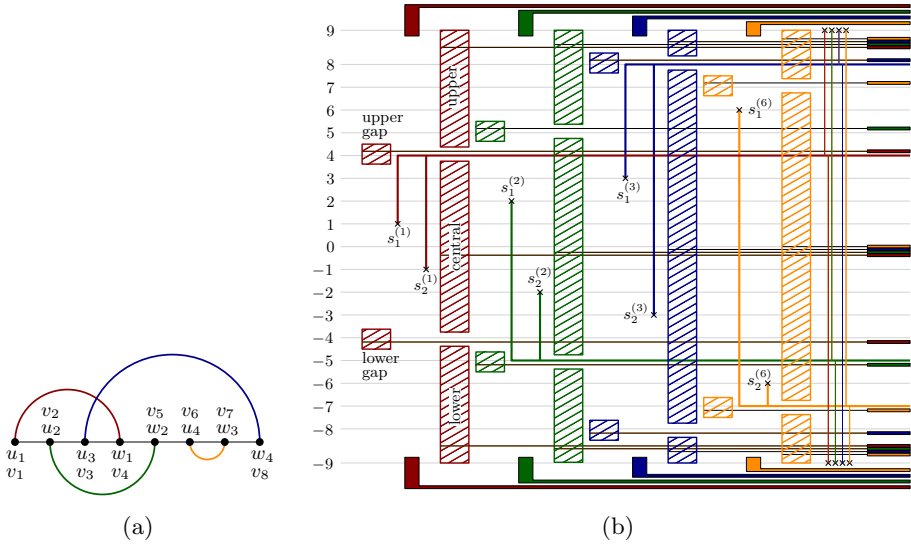 v₂ v₅ v₆ v₇
u₂ w₂ u₄ w₃
u₁ u₃ w₁ w₄
v₁ v₃ v₄ v₈
(a)
9
8
7
6
5
4
3
2
1
0
−1
−2
−3
−4
−5
−6
−7
−8
−9
upper
gap
lower
gap
upper
central
lower
s₁⁽¹⁾
s₂⁽¹⁾
s₁⁽²⁾
s₂⁽²⁾
s₁⁽³⁾
s₂⁽³⁾
s₁⁽⁶⁾
s₂⁽⁶⁾
(b)